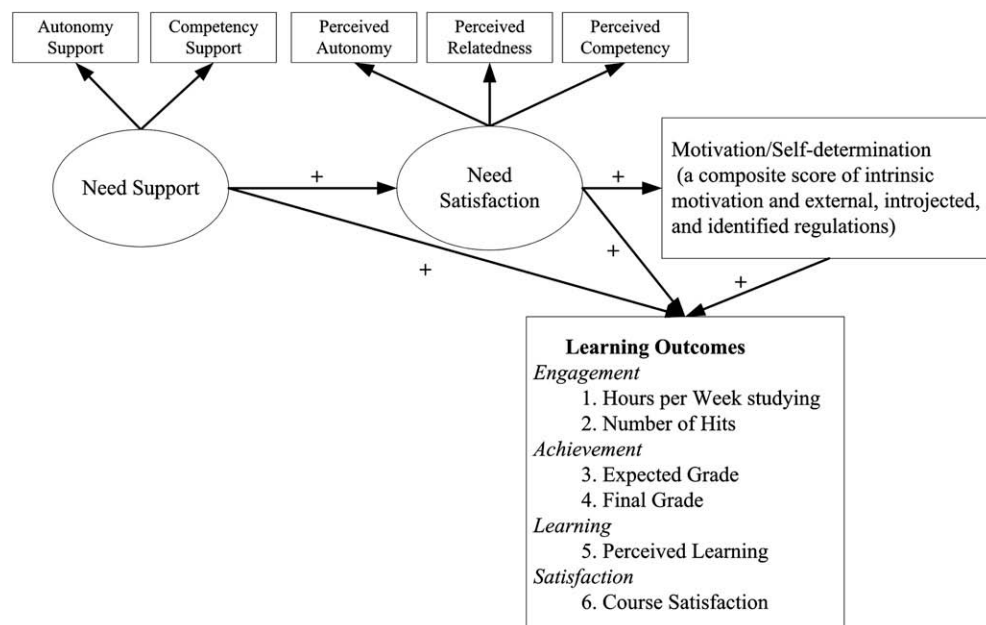 Autonomy
Support
Competency
Support
Perceived
Autonomy
Perceived
Relatedness
Perceived
Competency
Need Support
+
Need
Satisfaction
+
Motivation/Self-determination
(a composite score of intrinsic
motivation and external, introjected,
and identified regulations)
+
+
+
Learning Outcomes
Engagement
1. Hours per Week studying
2. Number of Hits
Achievement
3. Expected Grade
4. Final Grade
Learning
5. Perceived Learning
Satisfaction
6. Course Satisfaction